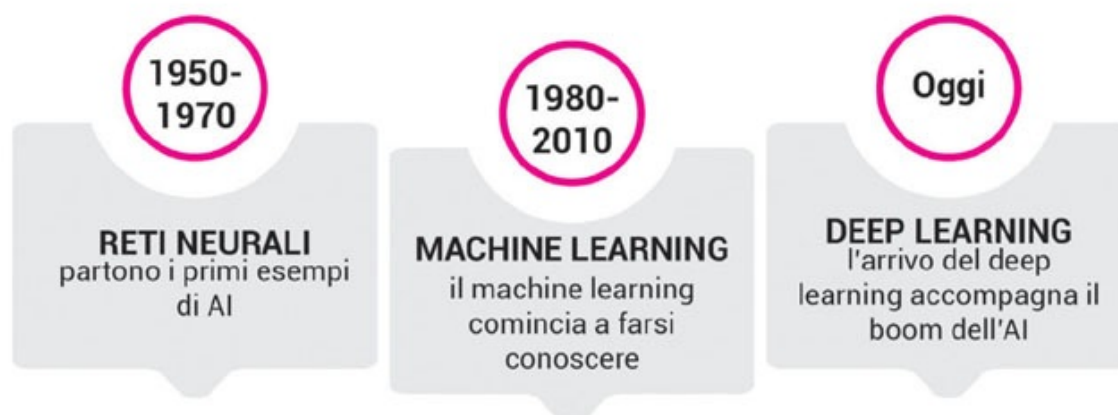 1950-
1970
RETI NEURALI
partono i primi esempi
di AI
1980-
2010
MACHINE LEARNING
il machine learning
comincia a farsi
conoscere
Oggi
DEEP LEARNING
l'arrivo del deep
learning accompagna il
boom dell'AI